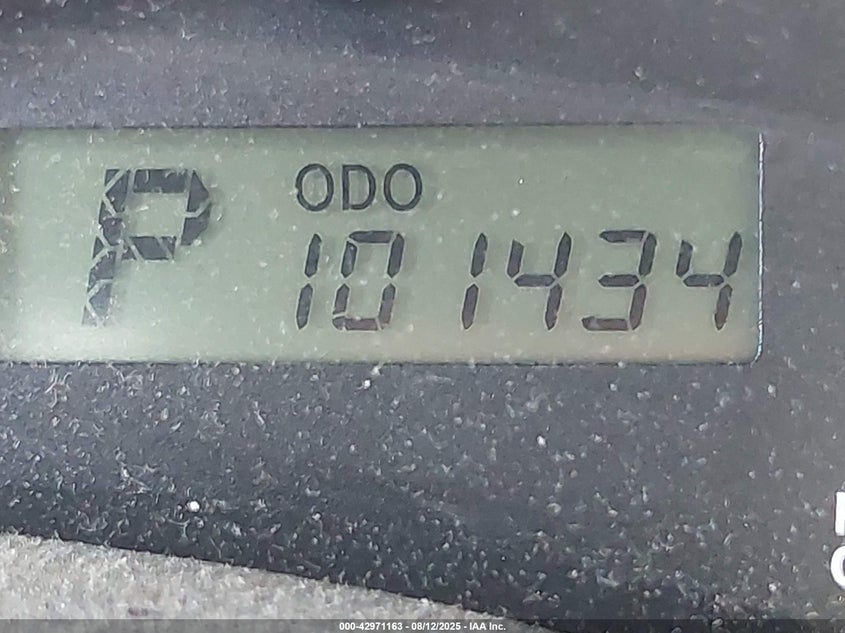 P
ODO
101434
000-42971163 - 08/12/2025 - IAA Inc.